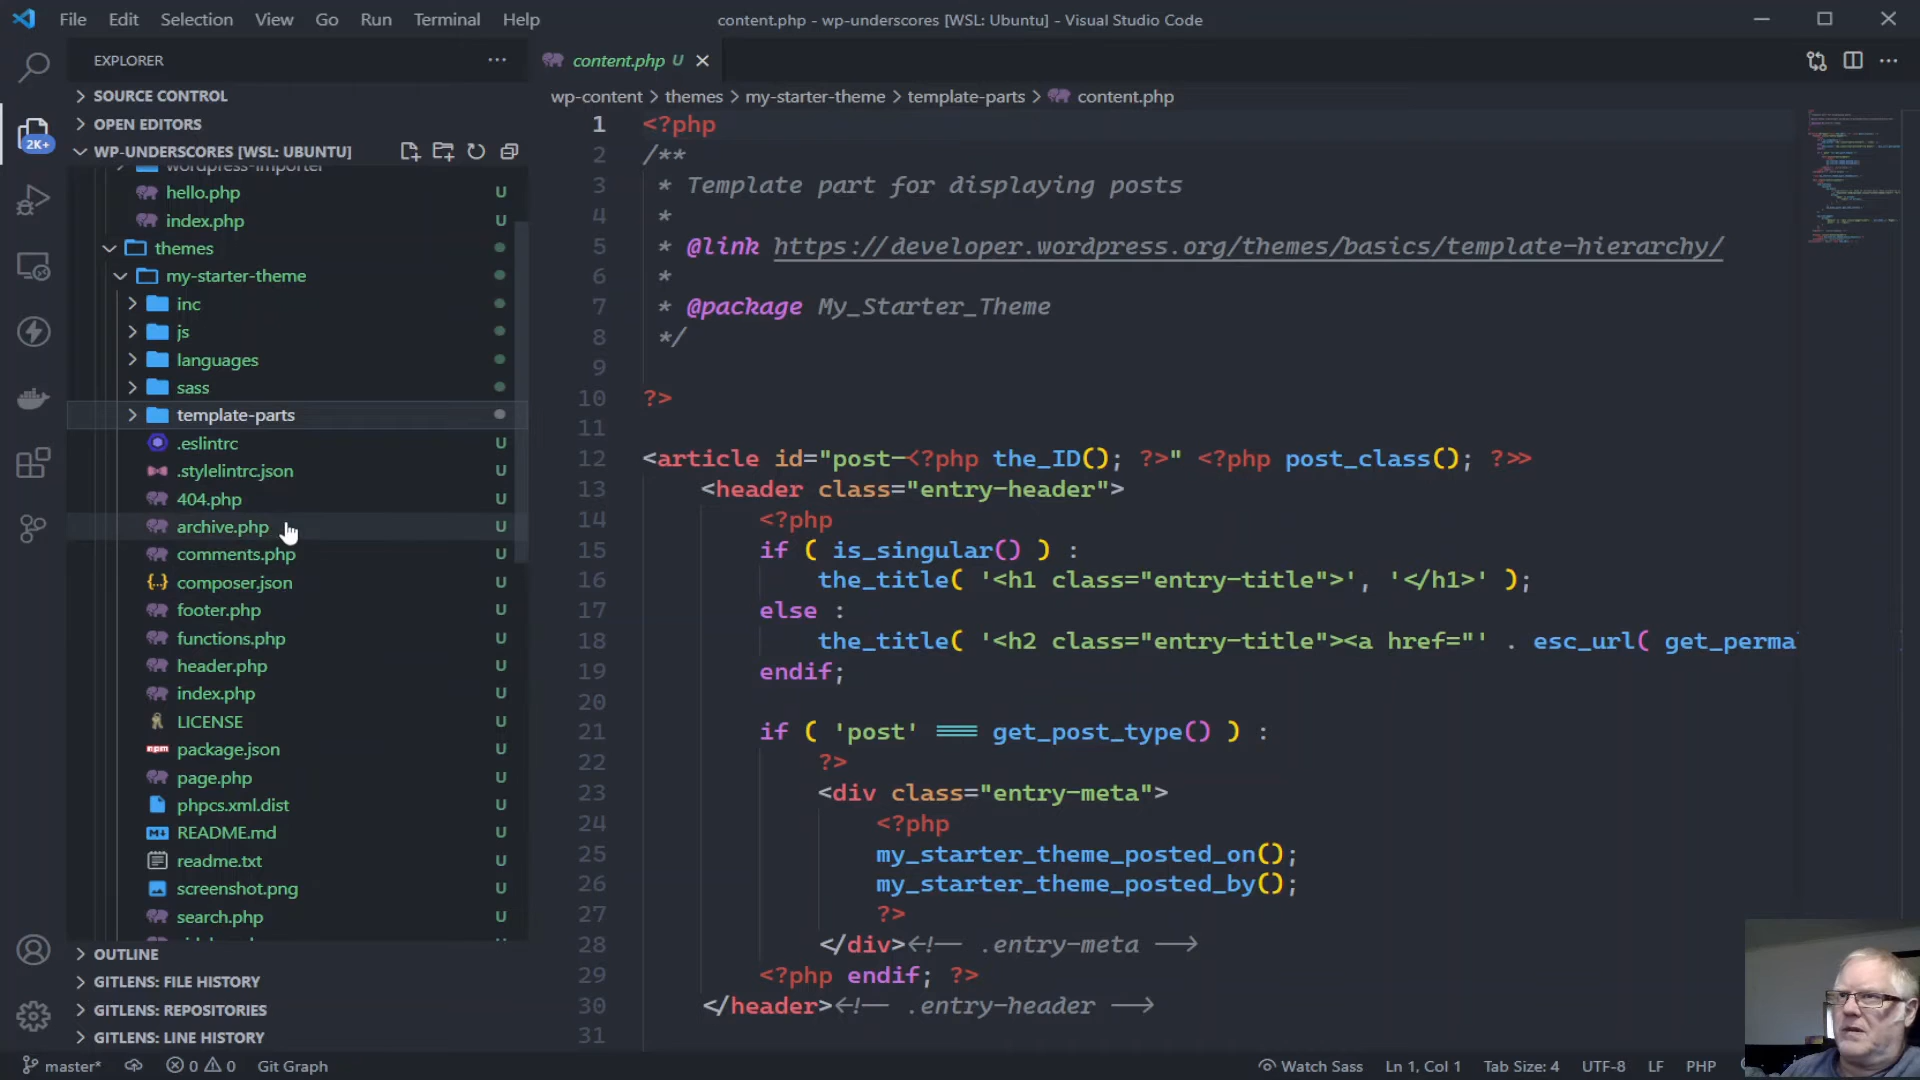 File Edit Selection View Go Run Terminal Help
content.php - wp-underscores [WSL: Ubuntu] - Visual Studio Code
EXPLORER
SOURCE CONTROL
OPEN EDITORS
WP-UNDERSCORES [WSL: UBUNTU]
2K+
wordpress-importer
hello.php U
index.php U
themes
my-starter-theme
inc
js
languages
sass
template-parts
.eslintrc U
.stylelintrc.json U
404.php U
archive.php U
comments.php U
composer.json U
footer.php U
functions.php U
header.php U
index.php U
LICENSE U
package.json U
page.php U
phpcs.xml.dist U
README.md U
readme.txt U
screenshot.png U
search.php U
OUTLINE
GITLENS: FILE HISTORY
GITLENS: REPOSITORIES
GITLENS: LINE HISTORY
content.php U
wp-content > themes > my-starter-theme > template-parts > content.php
1 <?php
2 /**
3 * Template part for displaying posts
4 *
5 * @link https://developer.wordpress.org/themes/basics/template-hierarchy/
6 *
7 * @package My_Starter_Theme
8 */
9
10 ?>
11
12 <article id="post-<?php the_ID(); ?>" <?php post_class(); ?>>
13 <header class="entry-header">
14 <?php
15 if ( is_singular() ) :
16 the_title( '<h1 class="entry-title">', '</h1>' );
17 else :
18 the_title( '<h2 class="entry-title"><a href="' . esc_url( get_perma
19 endif;
20
21 if ( 'post' === get_post_type() ) :
22 ?>
23 <div class="entry-meta">
24 <?php
25 my_starter_theme_posted_on();
26 my_starter_theme_posted_by();
27 ?>
28 </div><!-- .entry-meta -->
29 <?php endif; ?>
30 </header><!-- .entry-header -->
31
master* 0 0 Git Graph
Watch Sass Ln 1, Col 1 Tab Size: 4 UTF-8 LF PHP